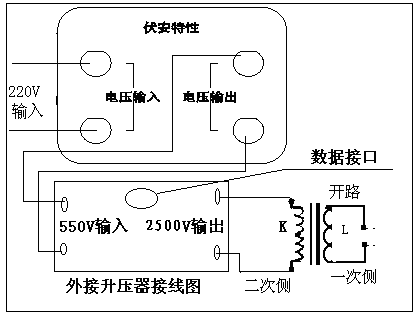 伏安特性
220V
输入
电压输入
电压输出
数据接口
开路
550V输入
2500V输出
K
L
外接升压器接线图
二次侧
一次侧